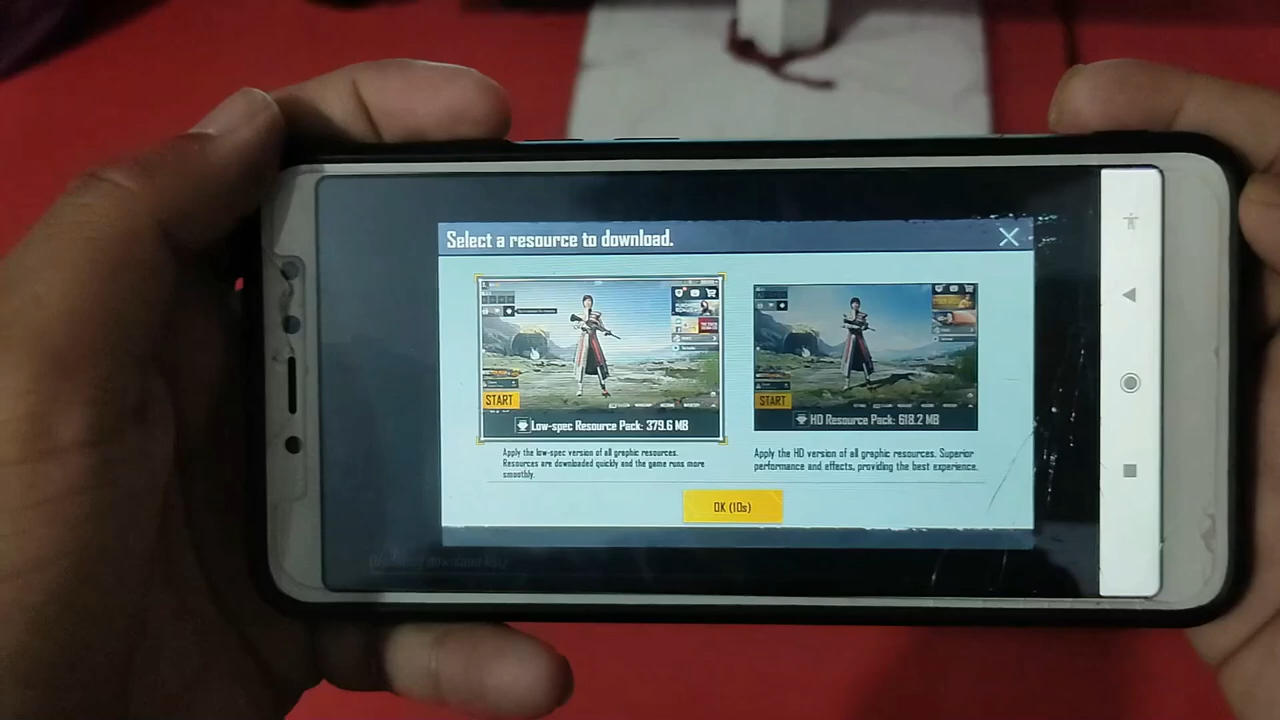 Select a resource to download.
START
Low-spec Resource Pack: 379.6 MB
Apply the low-spec version of all graphic resources.
Resources are downloaded quickly and the game runs more
smoothly.
START
HD Resource Pack: 618.2 MB
Apply the HD version of all graphic resources. Superior
performance and effects, providing the best experience.
OK (10s)